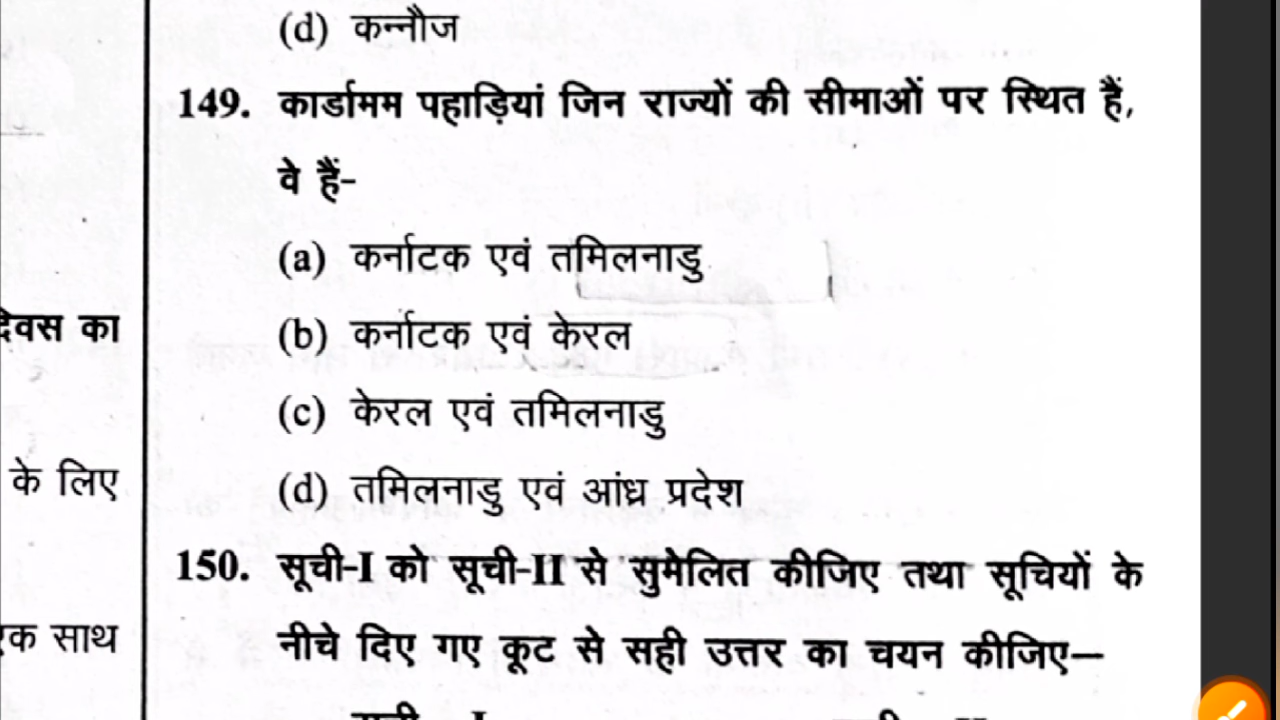 (d) कन्नौज
149. कार्डामम पहाड़ियां जिन राज्यों की सीमाओं पर स्थित हैं,
वे हैं-
(a) कर्नाटक एवं तमिलनाडु
(b) कर्नाटक एवं केरल
(c) केरल एवं तमिलनाडु
(d) तमिलनाडु एवं आंध्र प्रदेश
150. सूची-I को सूची-II से सुमेलित कीजिए तथा सूचियों के
नीचे दिए गए कूट से सही उत्तर का चयन कीजिए–
दिवस का
के लिए
एक साथ